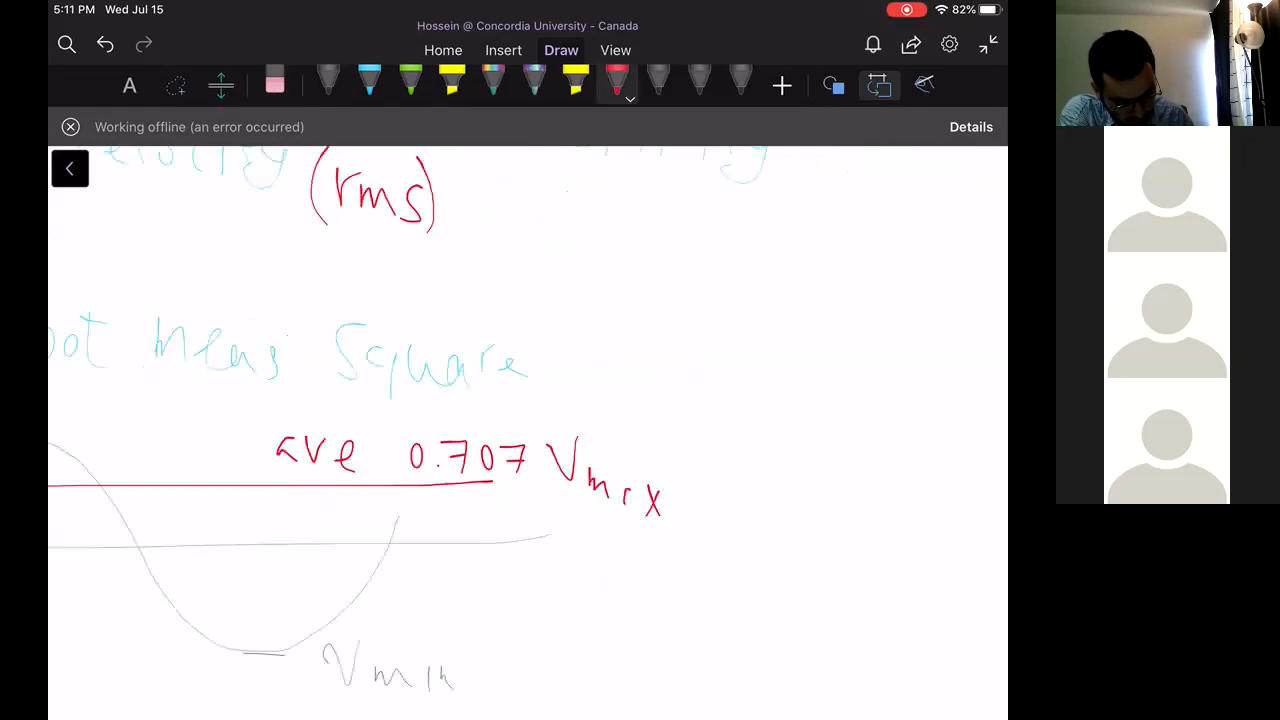 5:11 PM Wed Jul 15
82%
Hossein @ Concordia University - Canada
Home Insert Draw View
A
Working offline (an error occurred)
Details
(rms)
Square
ave 0.707 Vmax
Vmin